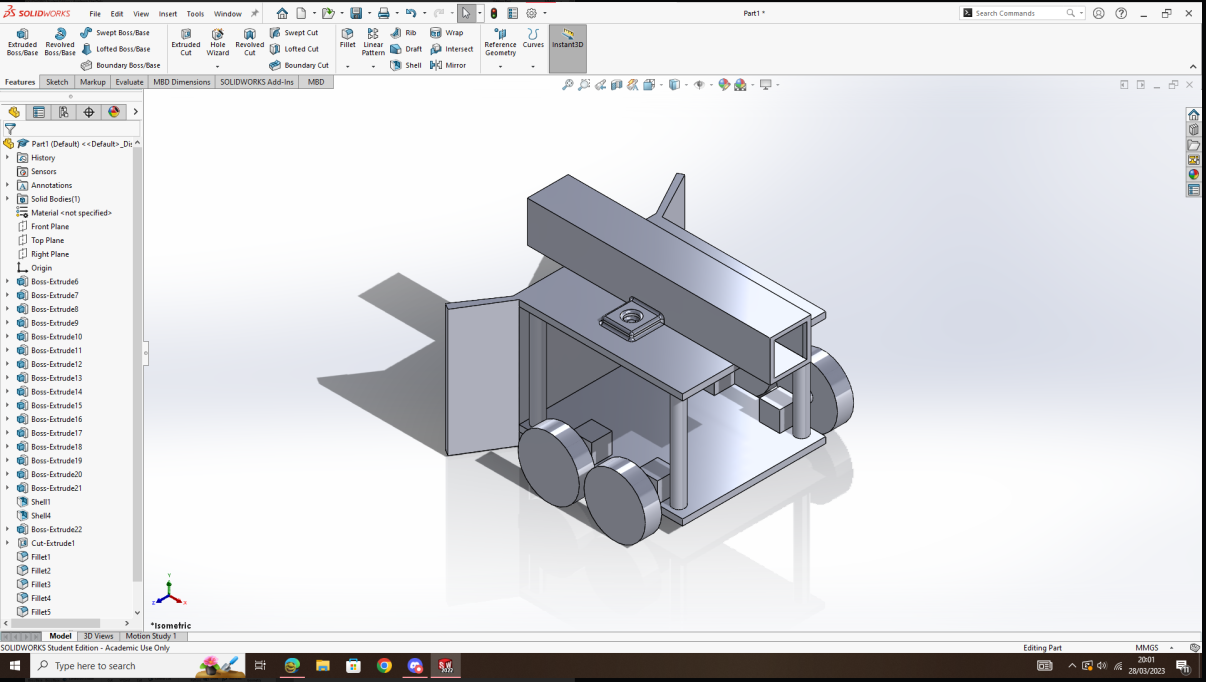 SOLIDWORKS File Edit View Insert Tools Window Part1 * Search Commands
Extruded Boss/Base Revolved Boss/Base Swept Boss/Base Lofted Boss/Base Boundary Boss/Base Extruded Cut Hole Wizard Revolved Cut Swept Cut Lofted Cut Boundary Cut Fillet Linear Pattern Rib Draft Shell Wrap Intersect Mirror Reference Geometry Curves Instant3D
Features Sketch Markup Evaluate MBD Dimensions SOLIDWORKS Add-Ins MBD
Part1 (Default) <<Default>_Dis
History
Sensors
Annotations
Solid Bodies(1)
Material <not specified>
Front Plane
Top Plane
Right Plane
Origin
Boss-Extrude6
Boss-Extrude7
Boss-Extrude8
Boss-Extrude9
Boss-Extrude10
Boss-Extrude11
Boss-Extrude12
Boss-Extrude13
Boss-Extrude14
Boss-Extrude15
Boss-Extrude16
Boss-Extrude17
Boss-Extrude18
Boss-Extrude19
Boss-Extrude20
Boss-Extrude21
Shell1
Shell4
Boss-Extrude22
Cut-Extrude1
Fillet1
Fillet2
Fillet3
Fillet4
Fillet5
Y
Z X
*Isometric
Model 3D Views Motion Study 1
SOLIDWORKS Student Edition - Academic Use Only Editing Part MMGS
Type here to search
SW 2022
20:01
28/03/2023